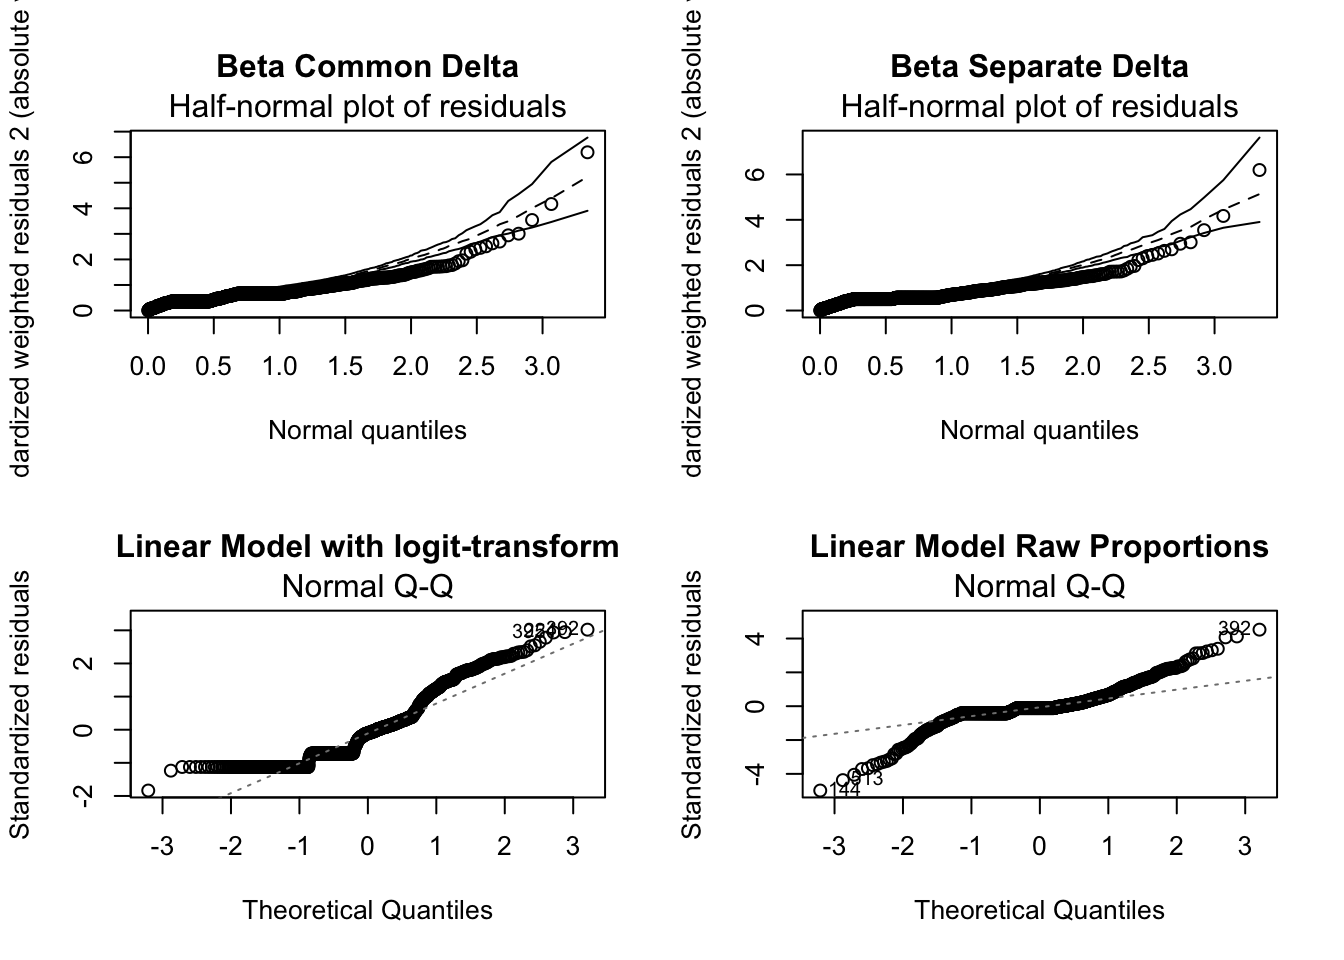 Beta Common Delta
Half-normal plot of residuals
dardized weighted residuals 2 (absolute
6
4
2
0
0.0 0.5 1.0 1.5 2.0 2.5 3.0
Normal quantiles
Beta Separate Delta
Half-normal plot of residuals
dardized weighted residuals 2 (absolute
6
4
2
0
0.0 0.5 1.0 1.5 2.0 2.5 3.0
Normal quantiles
Linear Model with logit-transform
Normal Q-Q
Standardized residuals
2
0
-2
-3 -2 -1 0 1 2 3
Theoretical Quantiles
Linear Model Raw Proportions
Normal Q-Q
Standardized residuals
392
4
0
-4
513
144
-3 -2 -1 0 1 2 3
Theoretical Quantiles